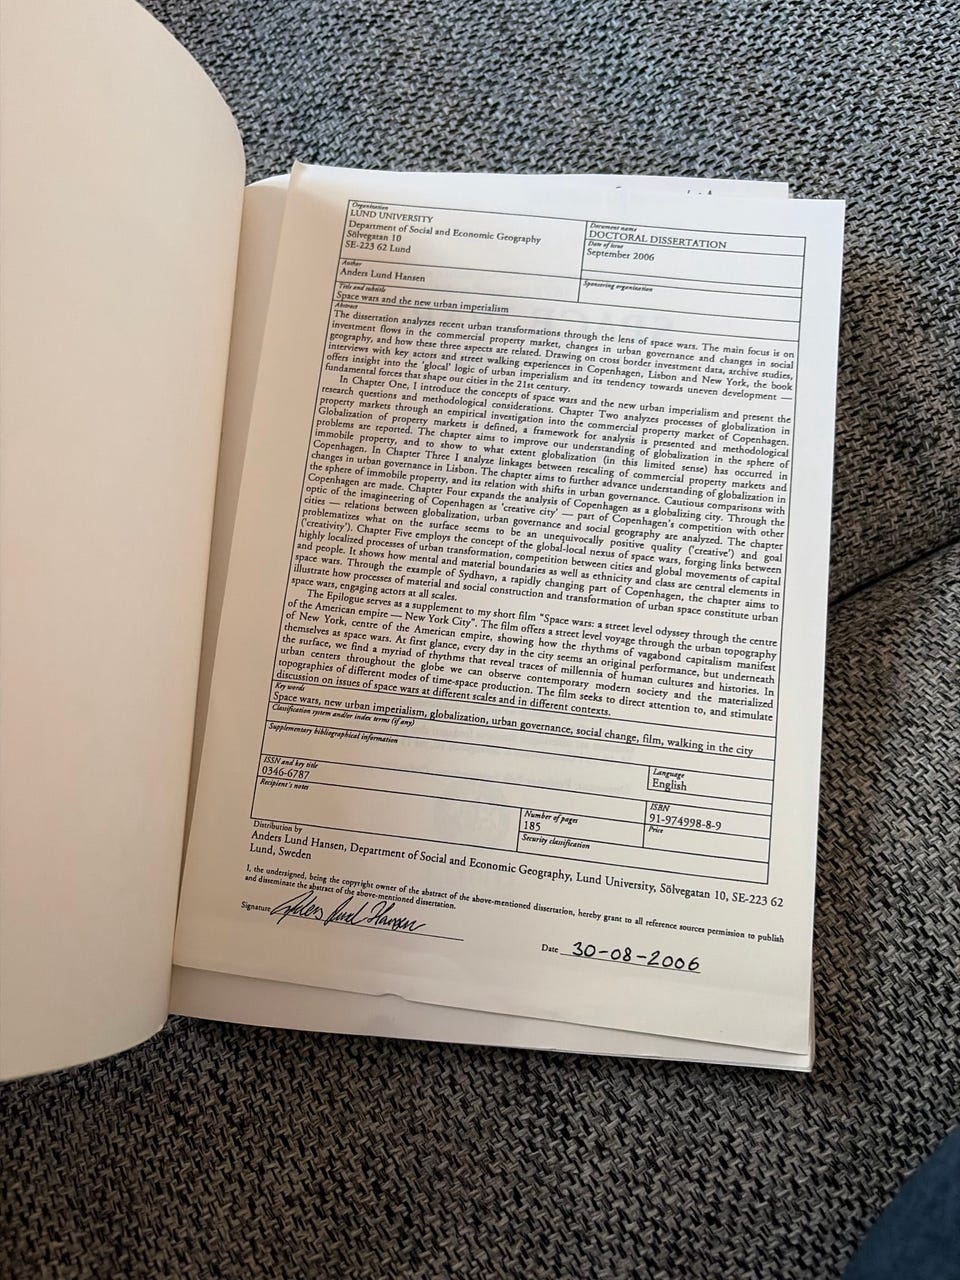 Organization
LUND UNIVERSITY
Department of Social and Economic Geography
Sölvegatan 10
SE-223 62 Lund
Document name
DOCTORAL DISSERTATION
Date of issue
September 2006
Author
Anders Lund Hansen
Sponsoring organization
Title and subtitle
Space wars and the new urban imperialism
Abstract
The dissertation analyzes recent urban transformations through the lens of space wars. The main focus is on
investment flows in the commercial property market, changes in urban governance and changes in social
geography, and how these three aspects are related. Drawing on cross border investment data, archive studies,
interviews with key actors and street walking experiences in Copenhagen, Lisbon and New York, the book
offers insight into the 'glocal' logic of urban imperialism and its tendency towards uneven development —
fundamental forces that shape our cities in the 21st century.
In Chapter One, I introduce the concepts of space wars and the new urban imperialism and present the
research questions and methodological considerations. Chapter Two analyzes processes of globalization in
property markets through an empirical investigation into the commercial property market of Copenhagen.
Globalization of property markets is defined, a framework for analysis is presented and methodological
problems are reported. The chapter aims to improve our understanding of globalization in the sphere of
immobile property, and to show to what extent globalization (in this limited sense) has occurred in
Copenhagen. In Chapter Three I analyze linkages between rescaling of commercial property markets and
changes in urban governance in Lisbon. The chapter aims to further advance understanding of globalization in
the sphere of immobile property, and its relation with shifts in urban governance. Cautious comparisons with
Copenhagen are made. Chapter Four expands the analysis of Copenhagen as a globalizing city. Through the
optic of the imagineering of Copenhagen as 'creative city' — part of Copenhagen's competition with other
cities — relations between globalization, urban governance and social geography are analyzed. The chapter
problematizes what on the surface seems to be an unequivocally positive quality ('creative') and goal
('creativity'). Chapter Five employs the concept of the global-local nexus of space wars, forging links between
highly localized processes of urban transformation, competition between cities and global movements of capital
and people. It shows how mental and material boundaries as well as ethnicity and class are central elements in
space wars. Through the example of Sydhavn, a rapidly changing part of Copenhagen, the chapter aims to
illustrate how processes of material and social construction and transformation of urban space constitute urban
space wars, engaging actors at all scales.
The Epilogue serves as a supplement to my short film "Space wars: a street level odyssey through the centre
of the American empire — New York City". The film offers a street level voyage through the urban topography
of New York, centre of the American empire, showing how the rhythms of vagabond capitalism manifest
themselves as space wars. At first glance, every day in the city seems an original performance, but underneath
the surface, we find a myriad of rhythms that reveal traces of millennia of human cultures and histories. In
urban centers throughout the globe we can observe contemporary modern society and the materialized
topographies of different modes of time-space production. The film seeks to direct attention to, and stimulate
discussion on issues of space wars at different scales and in different contexts.
Key words
Space wars, new urban imperialism, globalization, urban governance, social change, film, walking in the city
Classification system and/or index terms (if any)
Supplementary bibliographical information
Language
English
ISSN and key title
0346-6787
ISBN
91-974998-8-9
Recipient's notes
Number of pages
185
Price
Security classification
Distribution by
Anders Lund Hansen, Department of Social and Economic Geography, Lund University, Sölvegatan 10, SE-223 62
Lund, Sweden
I, the undersigned, being the copyright owner of the abstract of the above-mentioned dissertation, hereby grant to all reference sources permission to publish
and disseminate the abstract of the above-mentioned dissertation.
Signature Anders Lund Hansen
Date 30-08-2006